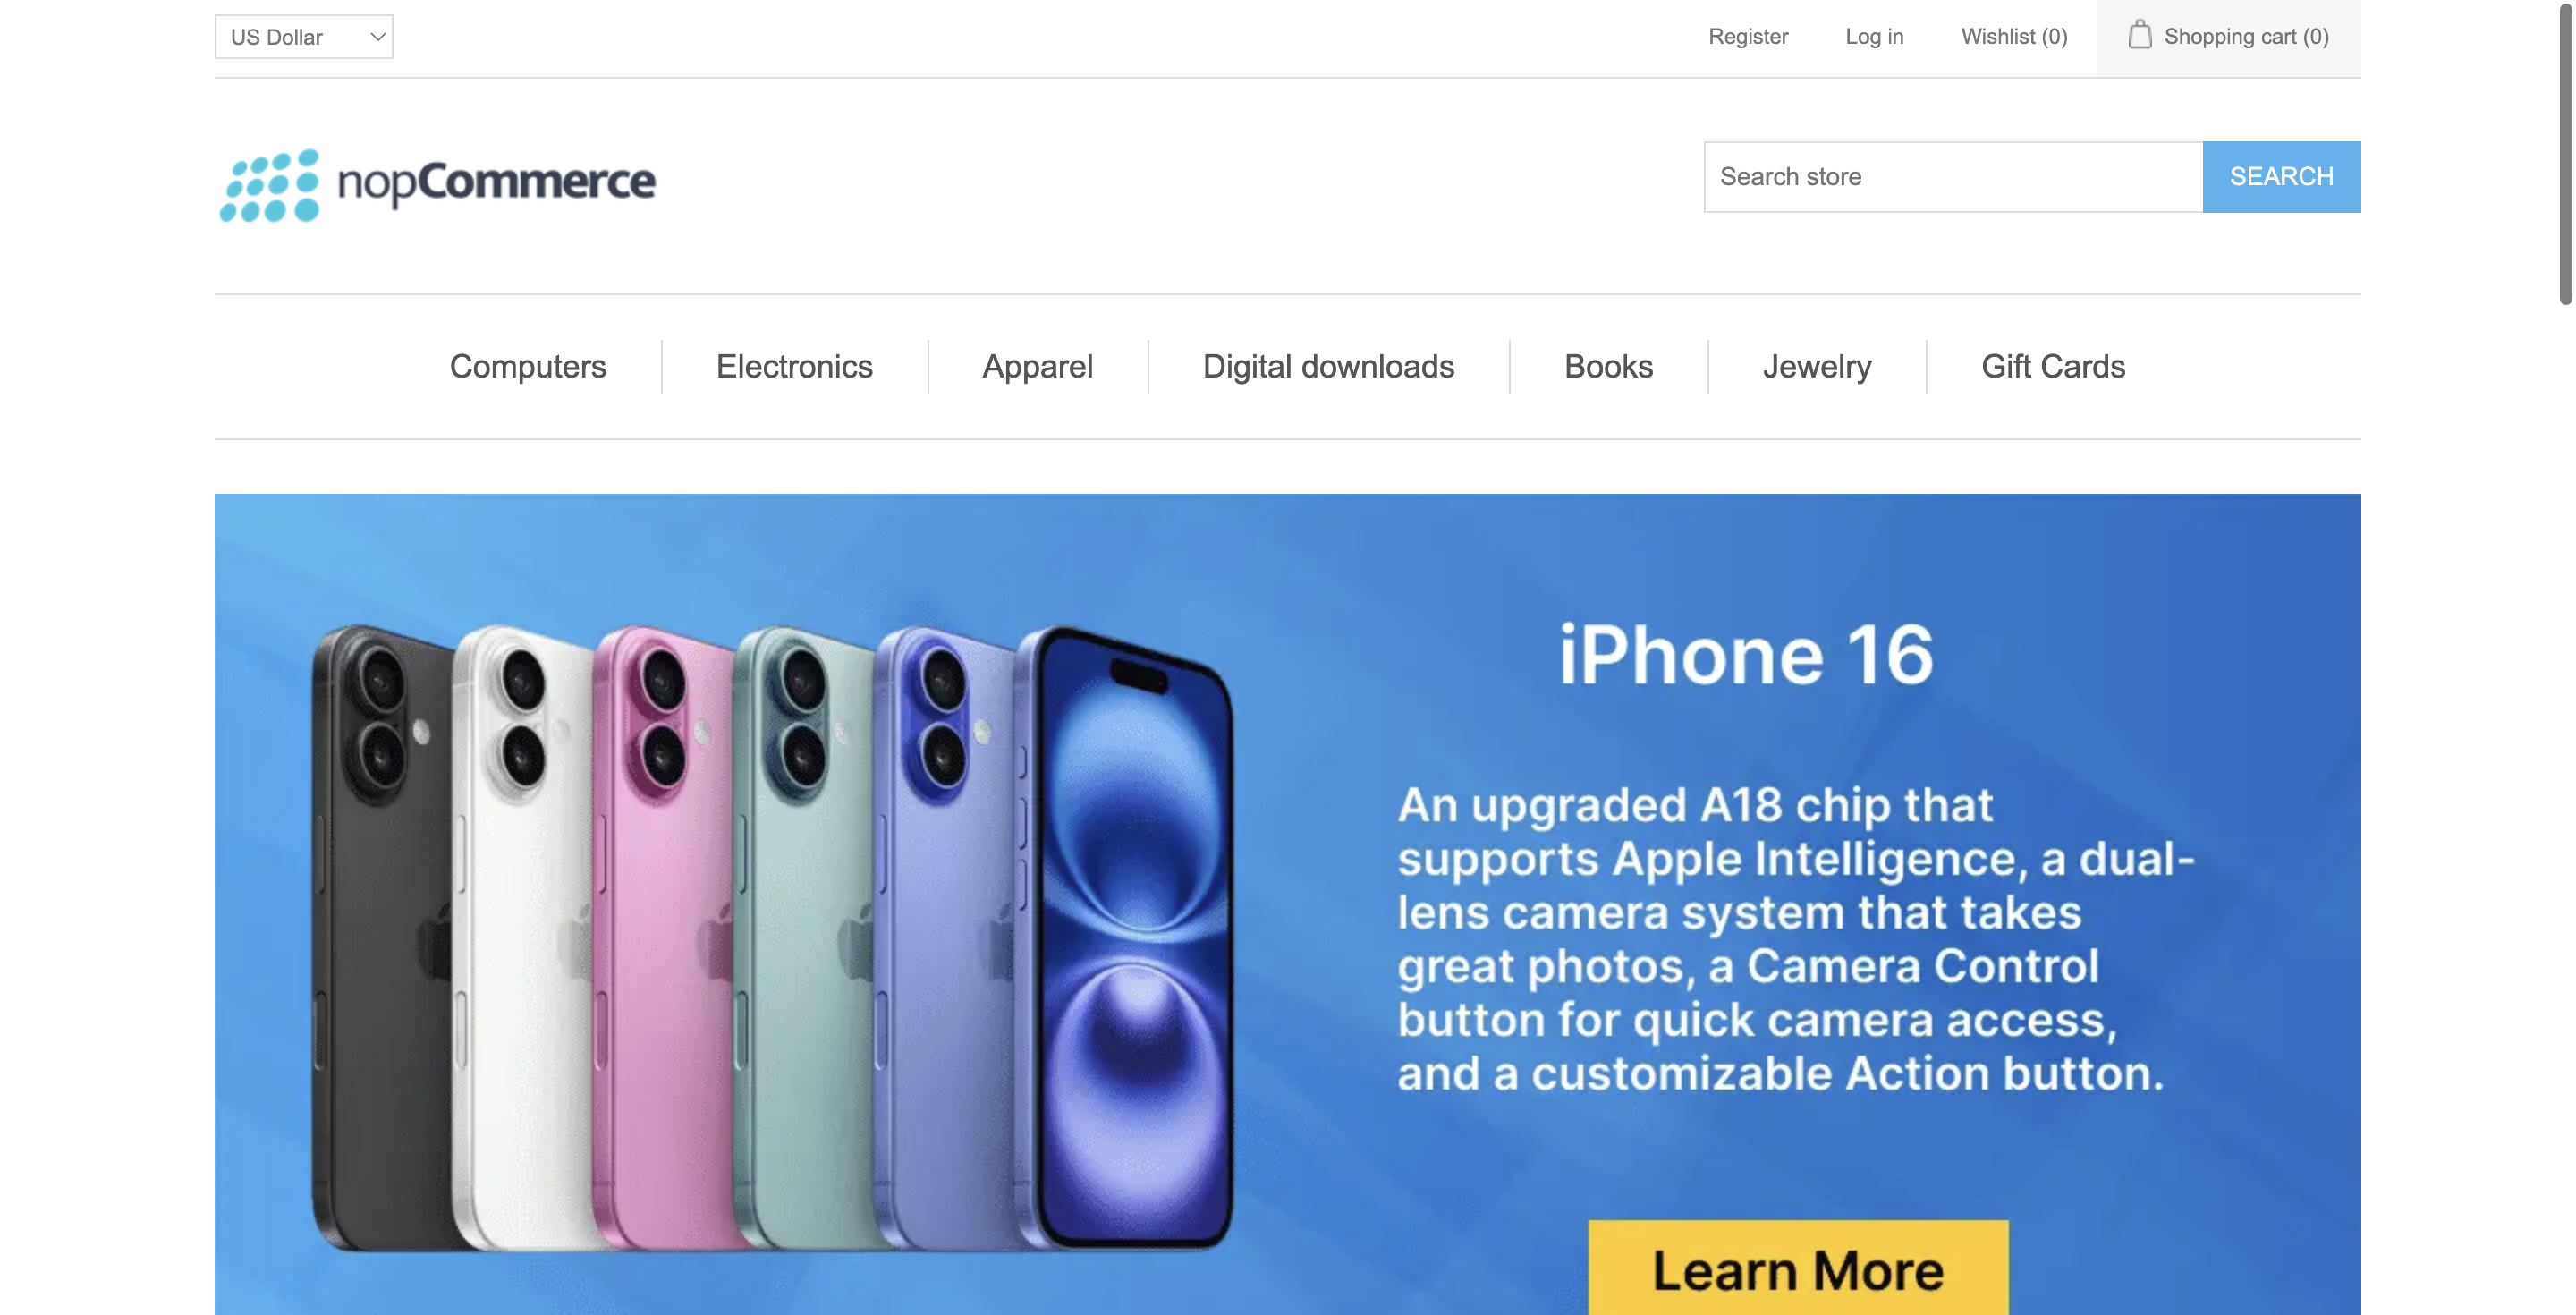 US Dollar
Register
Log in
Wishlist (0)
Shopping cart (0)
nopCommerce
Search store
SEARCH
Computers
Electronics
Apparel
Digital downloads
Books
Jewelry
Gift Cards
iPhone 16
An upgraded A18 chip that
supports Apple Intelligence, a dual-
lens camera system that takes
great photos, a Camera Control
button for quick camera access,
and a customizable Action button.
Learn More